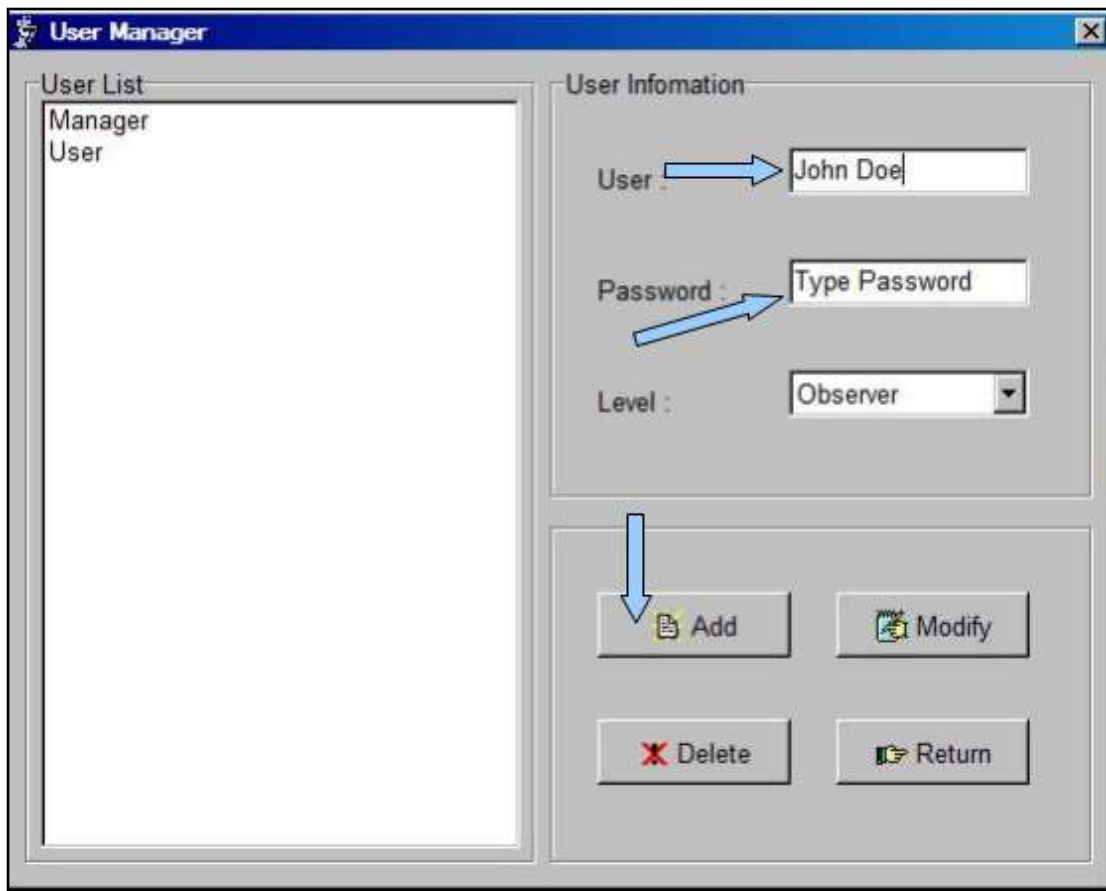 User Manager
User List
Manager
User
User Infomation
User :
John Doe
Password :
Type Password
Level :
Observer
Add
Modify
Delete
Return